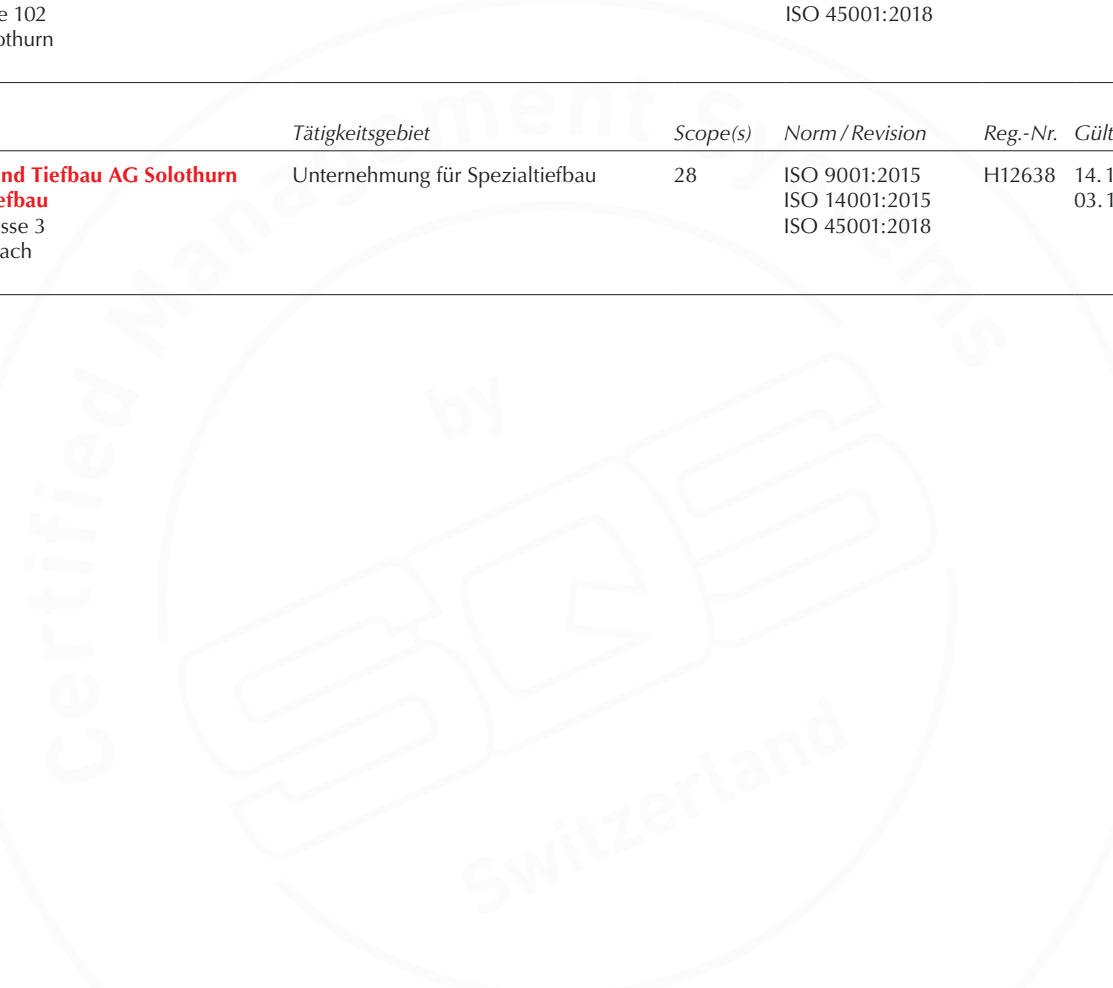 e 102
ISO 45001:2018
othurn
Tätigkeitsgebiet Scope(s) Norm / Revision Reg.-Nr. Gült
nd Tiefbau AG Solothurn Unternehmung für Spezialtiefbau 28 ISO 9001:2015 H12638 14. 1
efbau ISO 14001:2015 03. 1
sse 3 ISO 45001:2018
ach
Certified Management Systems
by
SQS
Switzerland